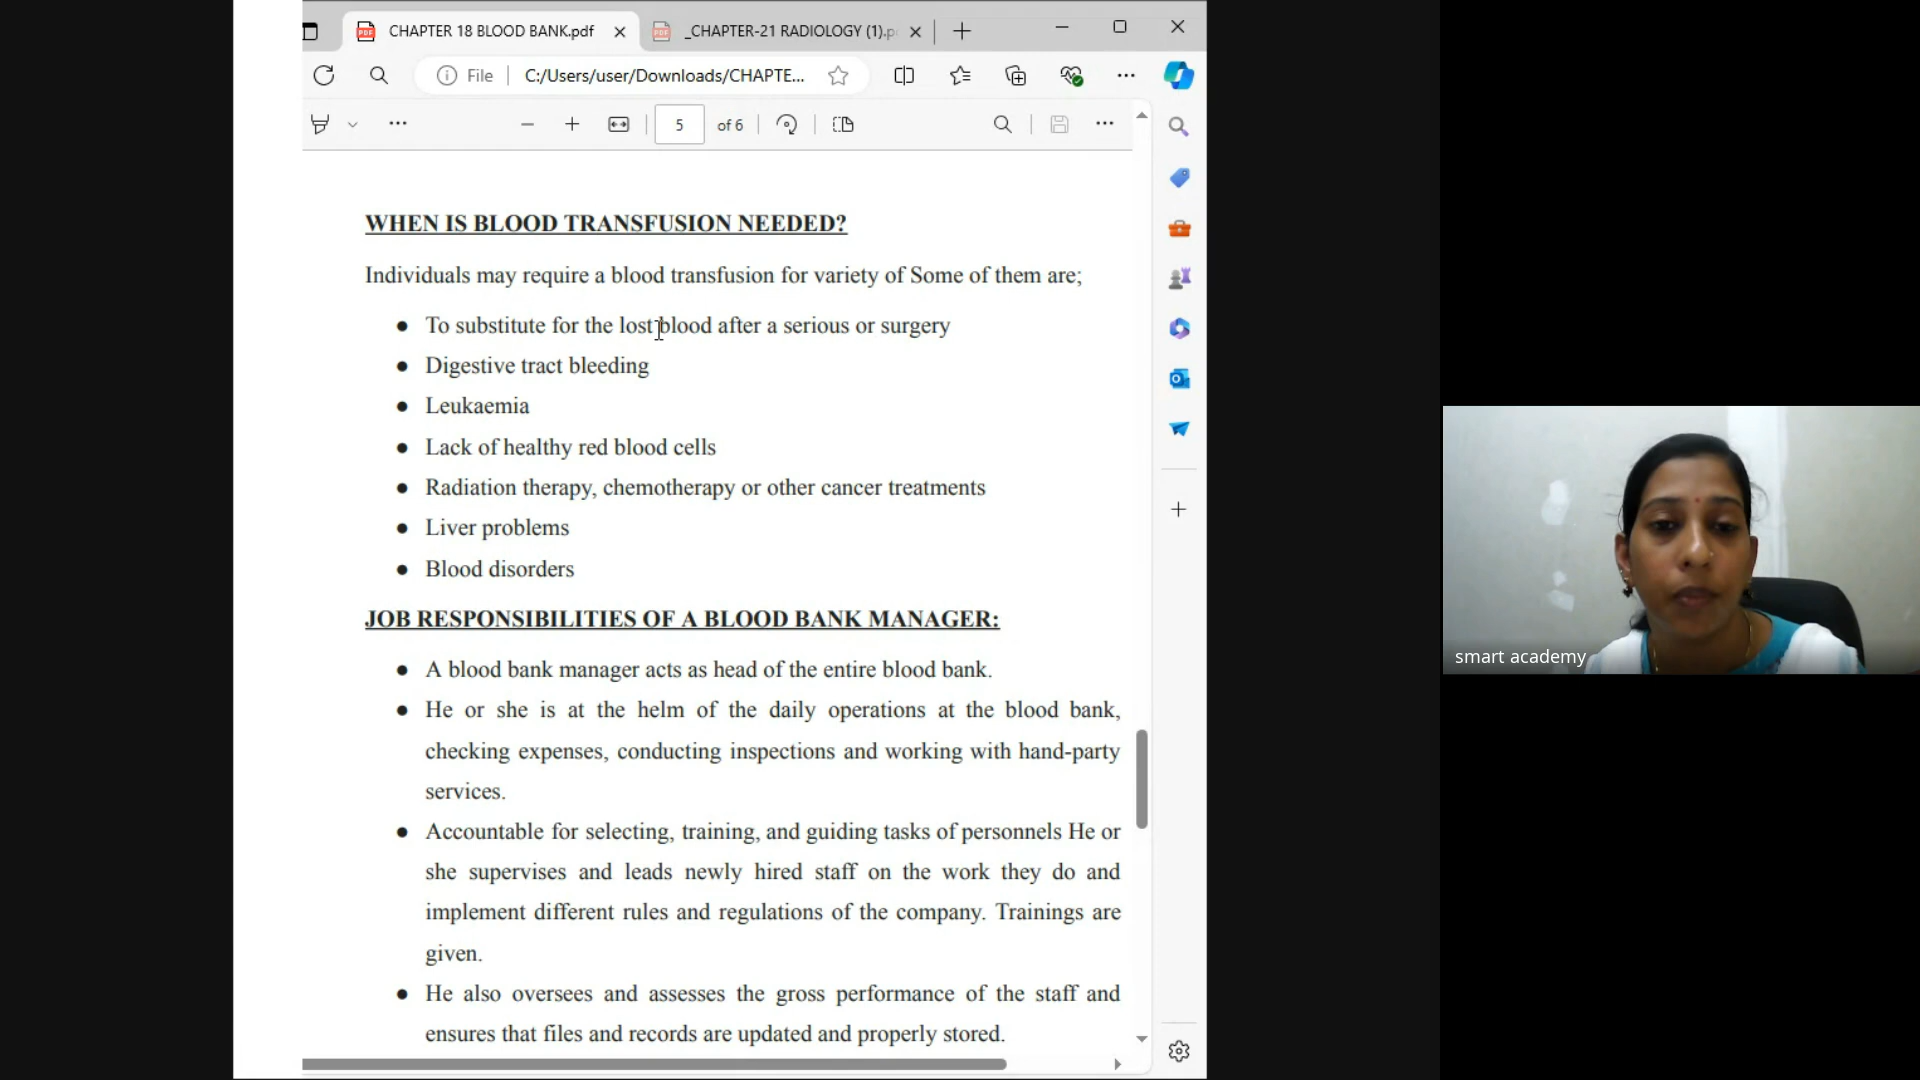 CHAPTER 18 BLOOD BANK.pdf
_CHAPTER-21 RADIOLOGY (1).p
File
C:/Users/user/Downloads/CHAPTE...
5
of 6
WHEN IS BLOOD TRANSFUSION NEEDED?
Individuals may require a blood transfusion for variety of Some of them are;
● To substitute for the lost blood after a serious or surgery
● Digestive tract bleeding
● Leukaemia
● Lack of healthy red blood cells
● Radiation therapy, chemotherapy or other cancer treatments
● Liver problems
● Blood disorders
JOB RESPONSIBILITIES OF A BLOOD BANK MANAGER:
● A blood bank manager acts as head of the entire blood bank.
● He or she is at the helm of the daily operations at the blood bank,
checking expenses, conducting inspections and working with hand-party
services.
● Accountable for selecting, training, and guiding tasks of personnels He or
she supervises and leads newly hired staff on the work they do and
implement different rules and regulations of the company. Trainings are
given.
● He also oversees and assesses the gross performance of the staff and
ensures that files and records are updated and properly stored.
smart academy